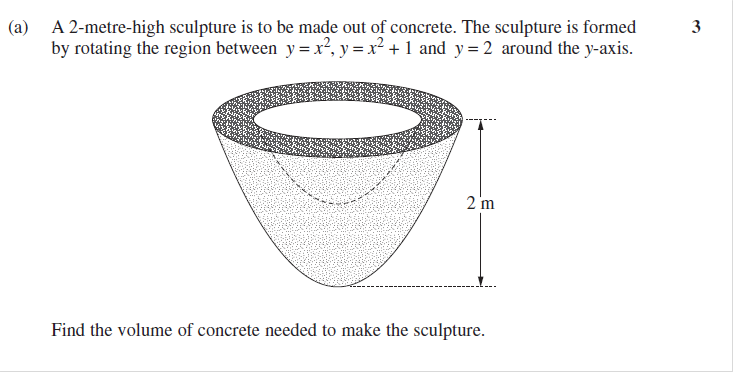 (a) A 2-metre-high sculpture is to be made out of concrete. The sculpture is formed 3
by rotating the region between y = x², y = x² + 1 and y = 2 around the y-axis.
2 m
Find the volume of concrete needed to make the sculpture.